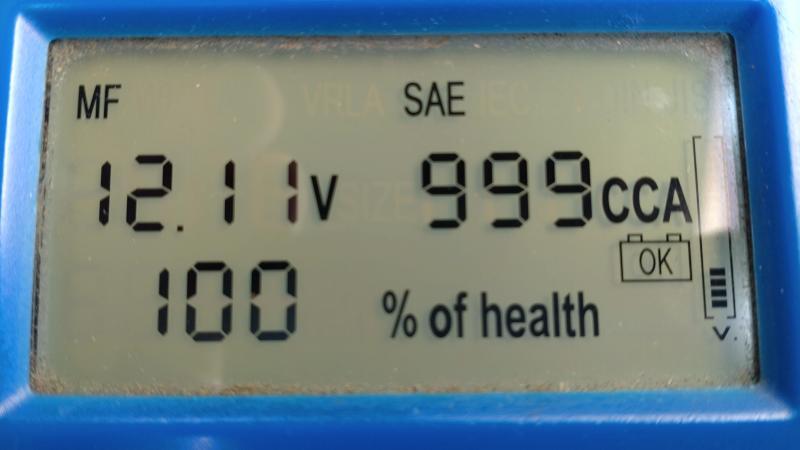 MF SAE
12.11 V 999 CCA
OK
100 % of health
V.